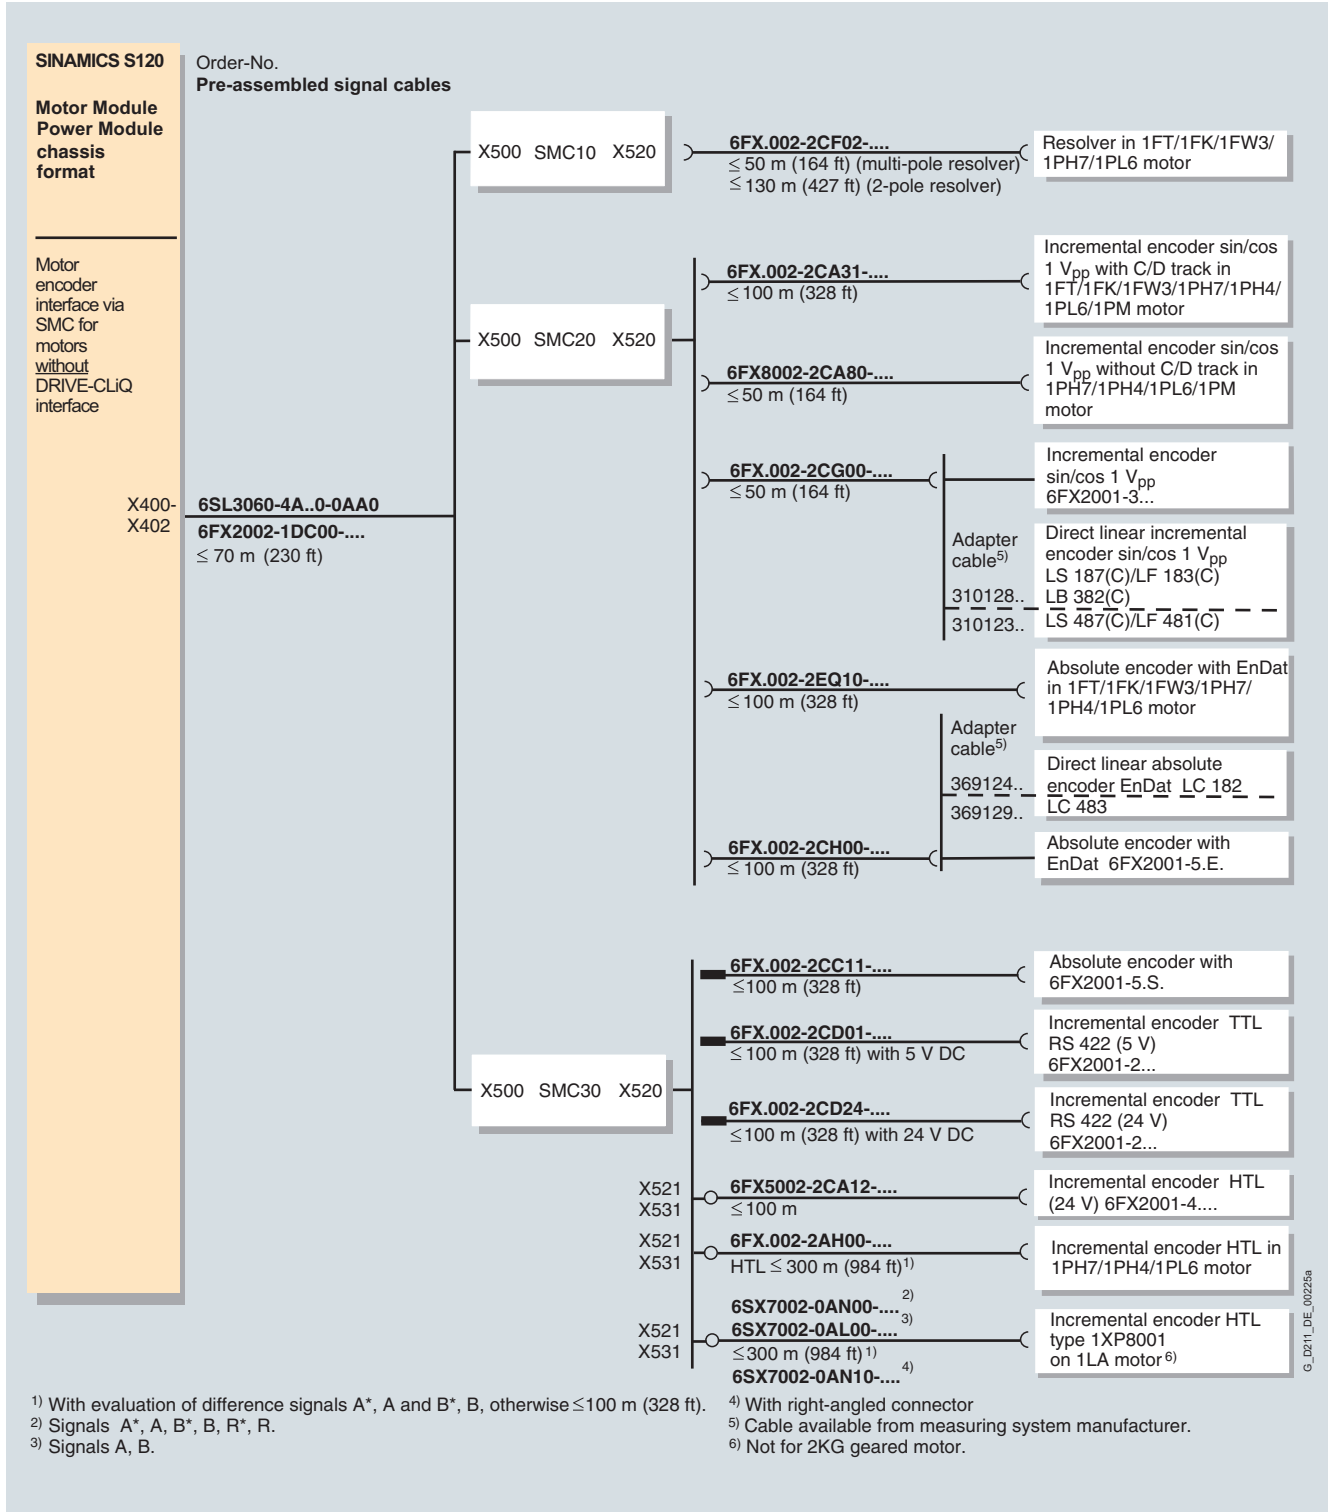 SINAMICS S120
Motor Module
Power Module
chassis
format
Motor
encoder
interface via
SMC for
motors
without
DRIVE-CLiQ
interface
X400-
X402
Order-No.
Pre-assembled signal cables
6SL3060-4A..0-0AA0
6FX2002-1DC00-....
≤ 70 m (230 ft)
X500 SMC10 X520
6FX.002-2CF02-....
≤ 50 m (164 ft) (multi-pole resolver)
≤ 130 m (427 ft) (2-pole resolver)
Resolver in 1FT/1FK/1FW3/
1PH7/1PL6 motor
X500 SMC20 X520
6FX.002-2CA31-....
≤ 100 m (328 ft)
Incremental encoder sin/cos
1 Vpp with C/D track in
1FT/1FK/1FW3/1PH7/1PH4/
1PL6/1PM motor
6FX8002-2CA80-....
≤ 50 m (164 ft)
Incremental encoder sin/cos
1 Vpp without C/D track in
1PH7/1PH4/1PL6/1PM
motor
6FX.002-2CG00-....
≤ 50 m (164 ft)
Incremental encoder
sin/cos 1 Vpp
6FX2001-3...
Adapter
cable5)
310128..
310123..
Direct linear incremental
encoder sin/cos 1 Vpp
LS 187(C)/LF 183(C)
LB 382(C)
LS 487(C)/LF 481(C)
6FX.002-2EQ10-....
≤ 100 m (328 ft)
Absolute encoder with EnDat
in 1FT/1FK/1FW3/1PH7/
1PH4/1PL6 motor
Adapter
cable5)
369124..
369129..
Direct linear absolute
encoder EnDat LC 182
LC 483
6FX.002-2CH00-....
≤ 100 m (328 ft)
Absolute encoder with
EnDat 6FX2001-5.E.
X500 SMC30 X520
6FX.002-2CC11-....
≤100 m (328 ft)
Absolute encoder with
6FX2001-5.S.
6FX.002-2CD01-....
≤ 100 m (328 ft) with 5 V DC
Incremental encoder TTL
RS 422 (5 V)
6FX2001-2...
6FX.002-2CD24-....
≤100 m (328 ft) with 24 V DC
Incremental encoder TTL
RS 422 (24 V)
6FX2001-2...
X521
X531
6FX5002-2CA12-....
≤ 100 m
Incremental encoder HTL
(24 V) 6FX2001-4....
X521
X531
6FX.002-2AH00-....
HTL ≤ 300 m (984 ft)1)
Incremental encoder HTL in
1PH7/1PH4/1PL6 motor
X521
X531
6SX7002-0AN00-....2)
6SX7002-0AL00-....3)
≤300 m (984 ft)1)
6SX7002-0AN10-....4)
Incremental encoder HTL
type 1XP8001
on 1LA motor6)
G_D211_DE_00225a
1) With evaluation of difference signals A*, A and B*, B, otherwise ≤100 m (328 ft).
2) Signals A*, A, B*, B, R*, R.
3) Signals A, B.
4) With right-angled connector
5) Cable available from measuring system manufacturer.
6) Not for 2KG geared motor.